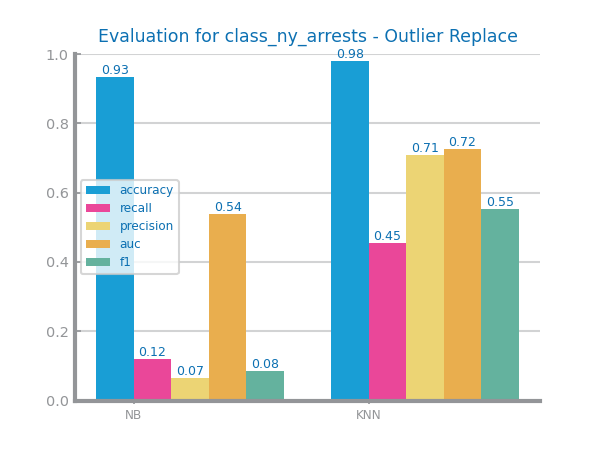 Evaluation for class_ny_arrests - Outlier Replace
1.0
0.8
0.6
0.4
0.2
0.0
0.93
0.12
0.07
0.54
0.08
0.98
0.45
0.71
0.72
0.55
accuracy
recall
precision
auc
f1
NB
KNN